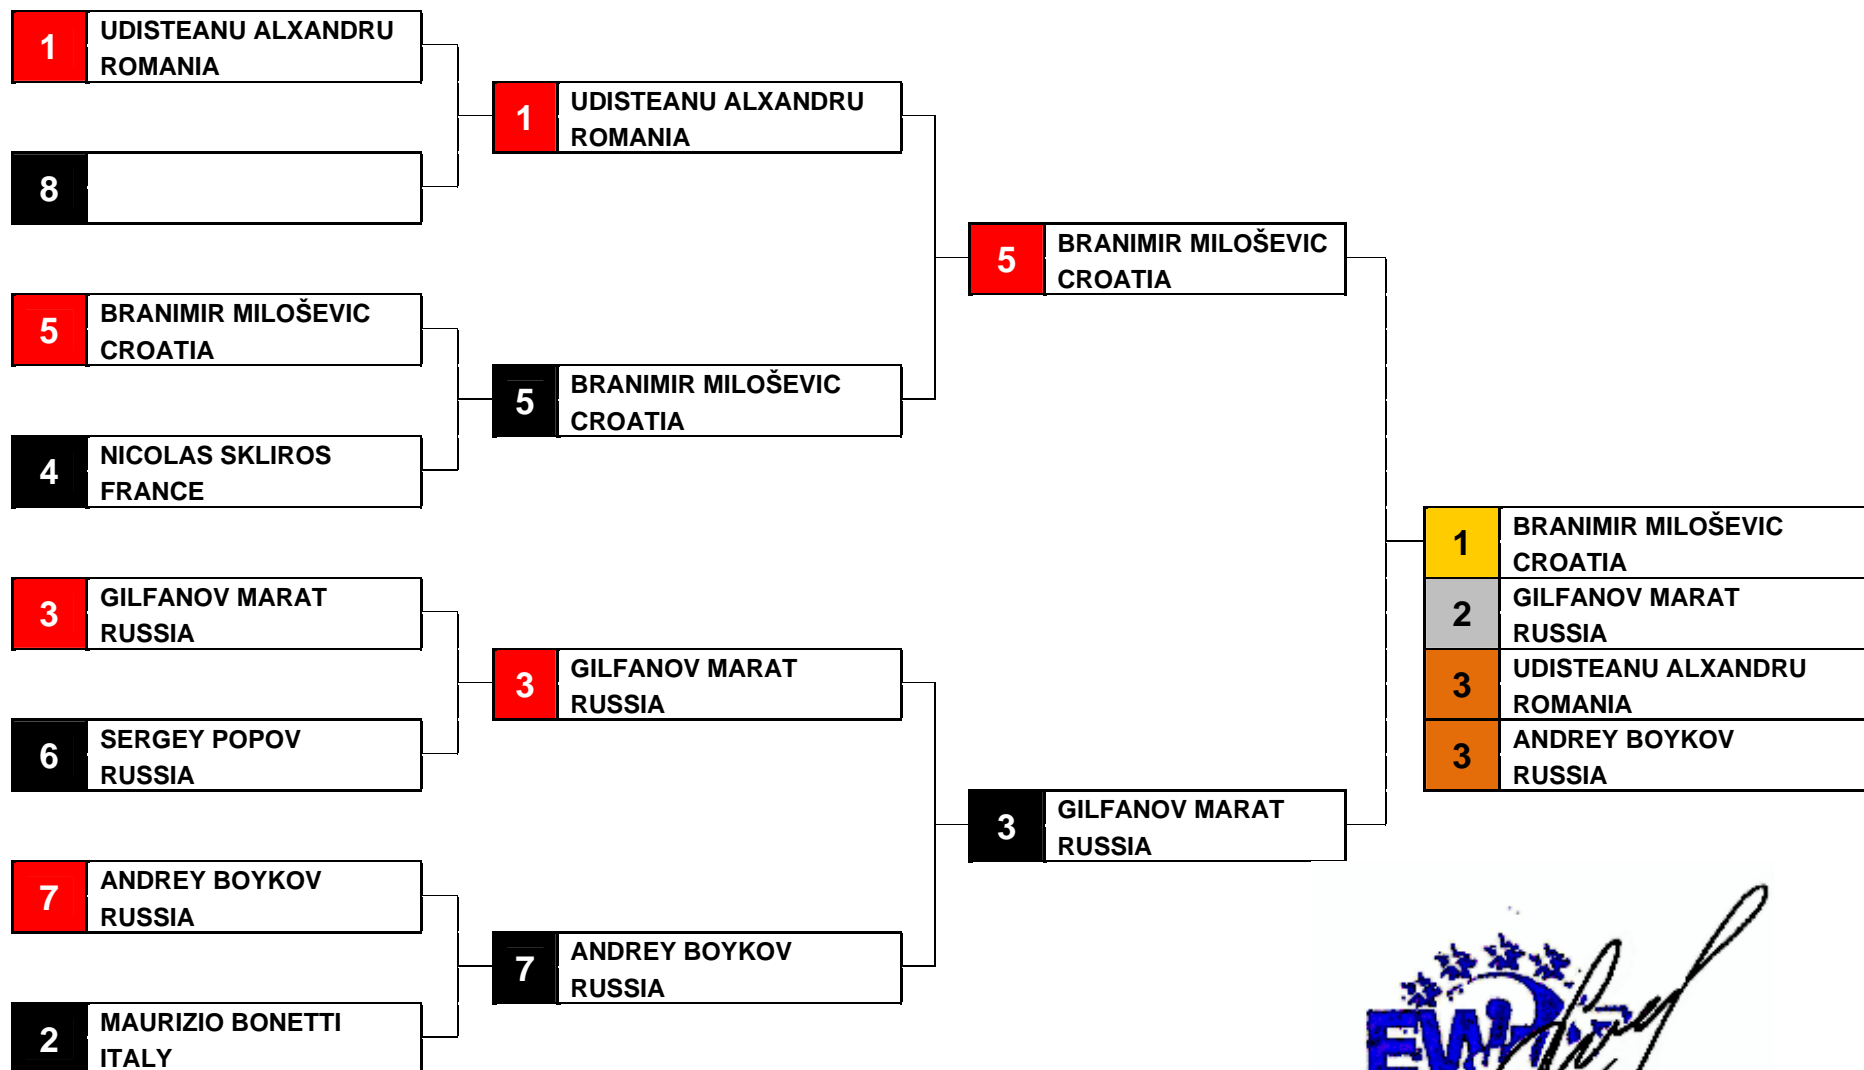 1
UDISTEANU ALXANDRU
ROMANIA
8
5
BRANIMIR MILOŠEVIC
CROATIA
4
NICOLAS SKLIROS
FRANCE
3
GILFANOV MARAT
RUSSIA
6
SERGEY POPOV
RUSSIA
7
ANDREY BOYKOV
RUSSIA
2
MAURIZIO BONETTI
ITALY
1
UDISTEANU ALXANDRU
ROMANIA
5
BRANIMIR MILOŠEVIC
CROATIA
3
GILFANOV MARAT
RUSSIA
7
ANDREY BOYKOV
RUSSIA
5
BRANIMIR MILOŠEVIC
CROATIA
3
GILFANOV MARAT
RUSSIA
1
BRANIMIR MILOŠEVIC
CROATIA
2
GILFANOV MARAT
RUSSIA
3
UDISTEANU ALXANDRU
ROMANIA
3
ANDREY BOYKOV
RUSSIA